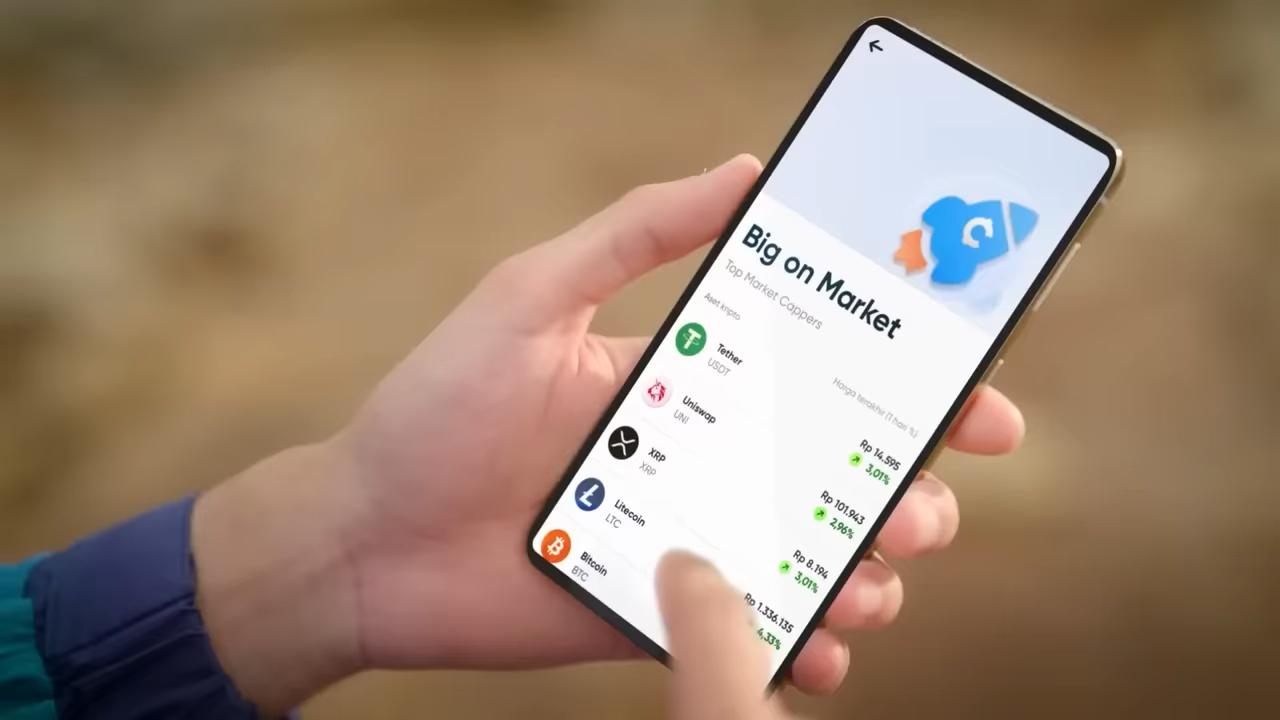 Big on Market
Top Market Cappers
Aset kripto
Harga terakhir (1 hari %)
Tether
USDT
Rp 14.595
3,01%
Uniswap
UNI
Rp 101.943
2,96%
XRP
XRP
Rp 8.194
3,01%
Litecoin
LTC
Rp 1.336.135
4,33%
Bitcoin
BTC